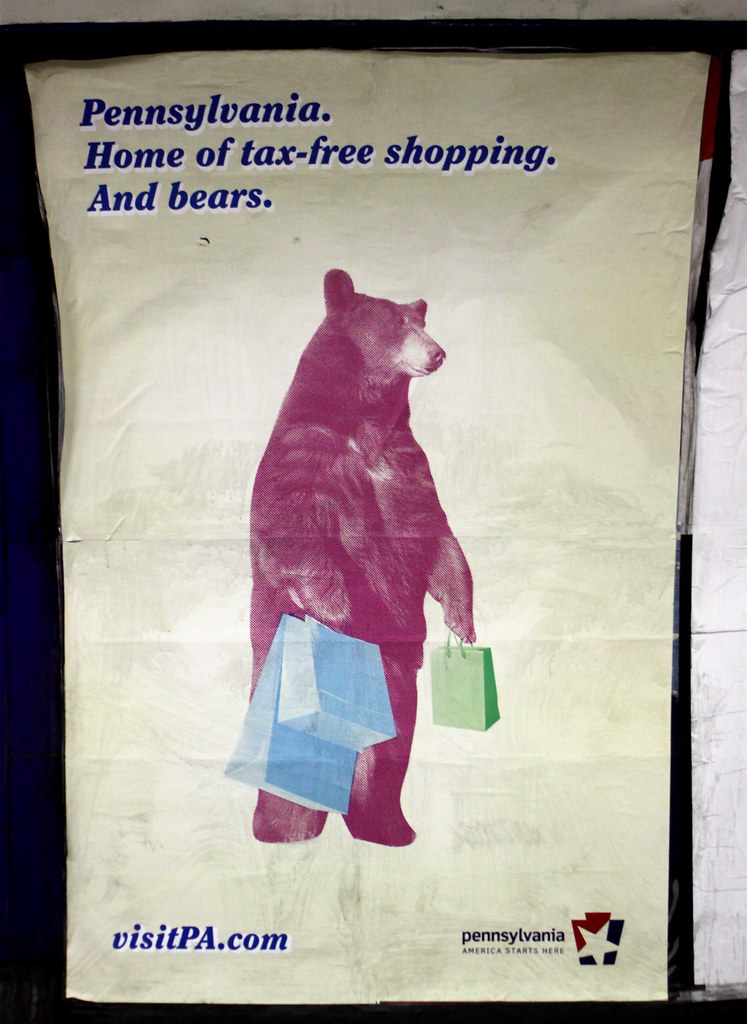 Pennsylvania.
Home of tax-free shopping.
And bears.
visitPA.com
pennsylvania
AMERICA STARTS HERE